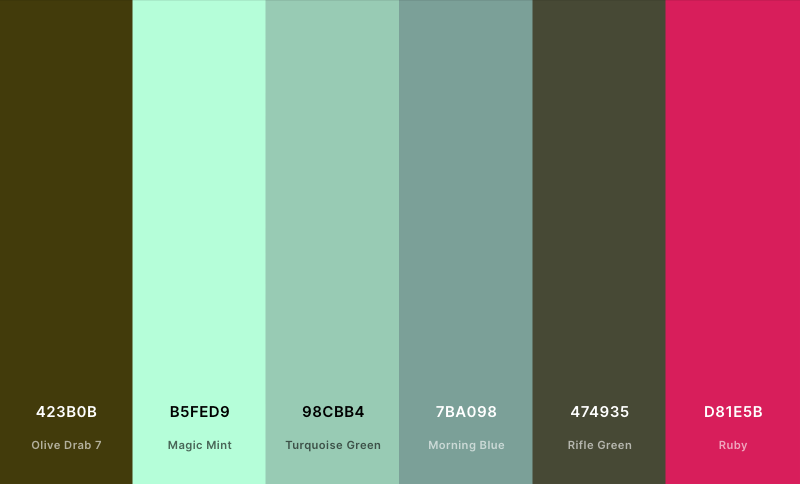 423B0B B5FED9 98CBB4 7BA098 474935 D81E5B
Olive Drab 7 Magic Mint Turquoise Green Morning Blue Rifle Green Ruby